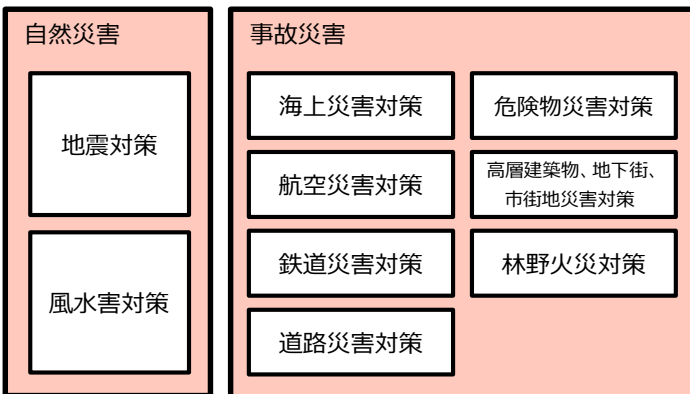 自然災害
地震対策
風水害対策
事故災害
海上災害対策
航空災害対策
鉄道災害対策
道路災害対策
危険物災害対策
高層建築物、地下街、
市街地災害対策
林野火災対策